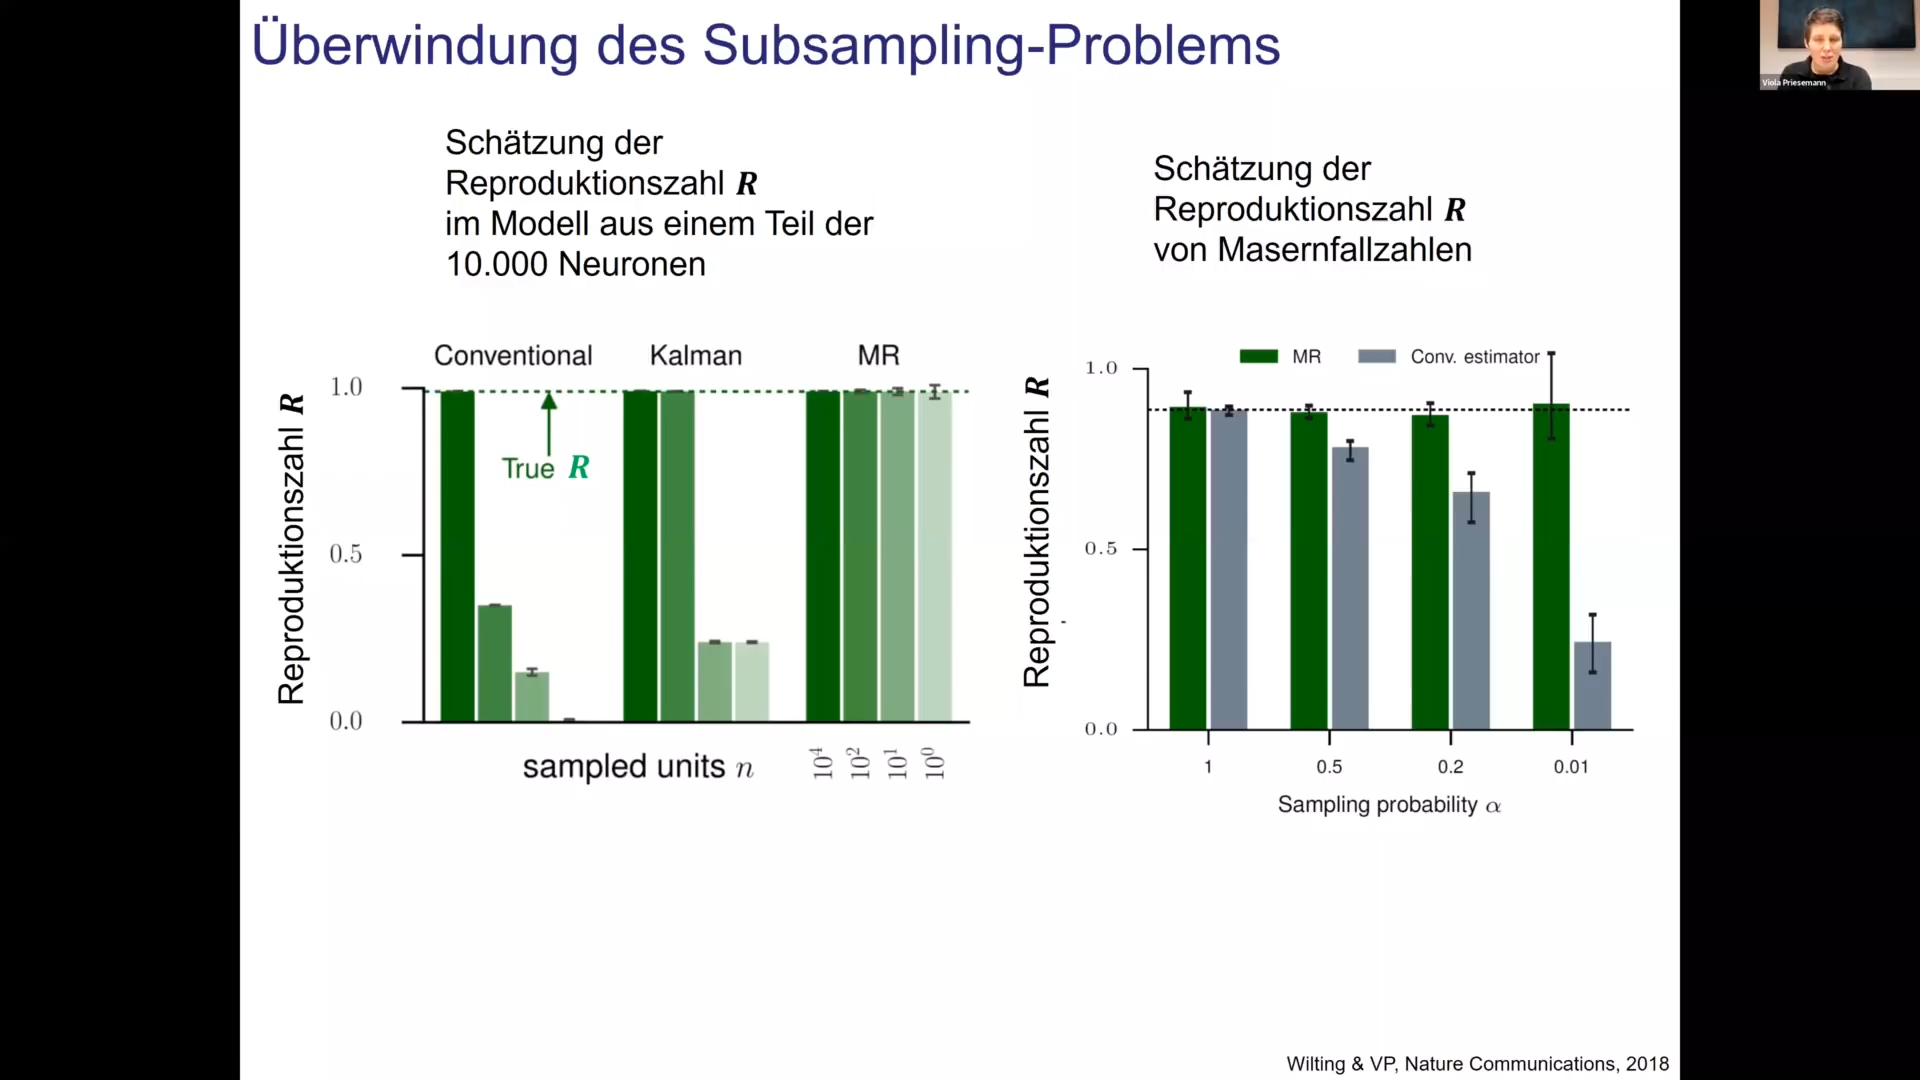 Überwindung des Subsampling-Problems
Viola Priesemann
Schätzung der
Reproduktionszahl R
im Modell aus einem Teil der
10.000 Neuronen
Conventional Kalman MR
Reproduktionszahl R
1.0
0.5
0.0
True R
sampled units n
10⁴ 10² 10¹ 10⁰
Schätzung der
Reproduktionszahl R
von Masernfallzahlen
MR Conv. estimator
Reproduktionszahl R
1.0
0.5
0.0
1 0.5 0.2 0.01
Sampling probability α
Wilting & VP, Nature Communications, 2018